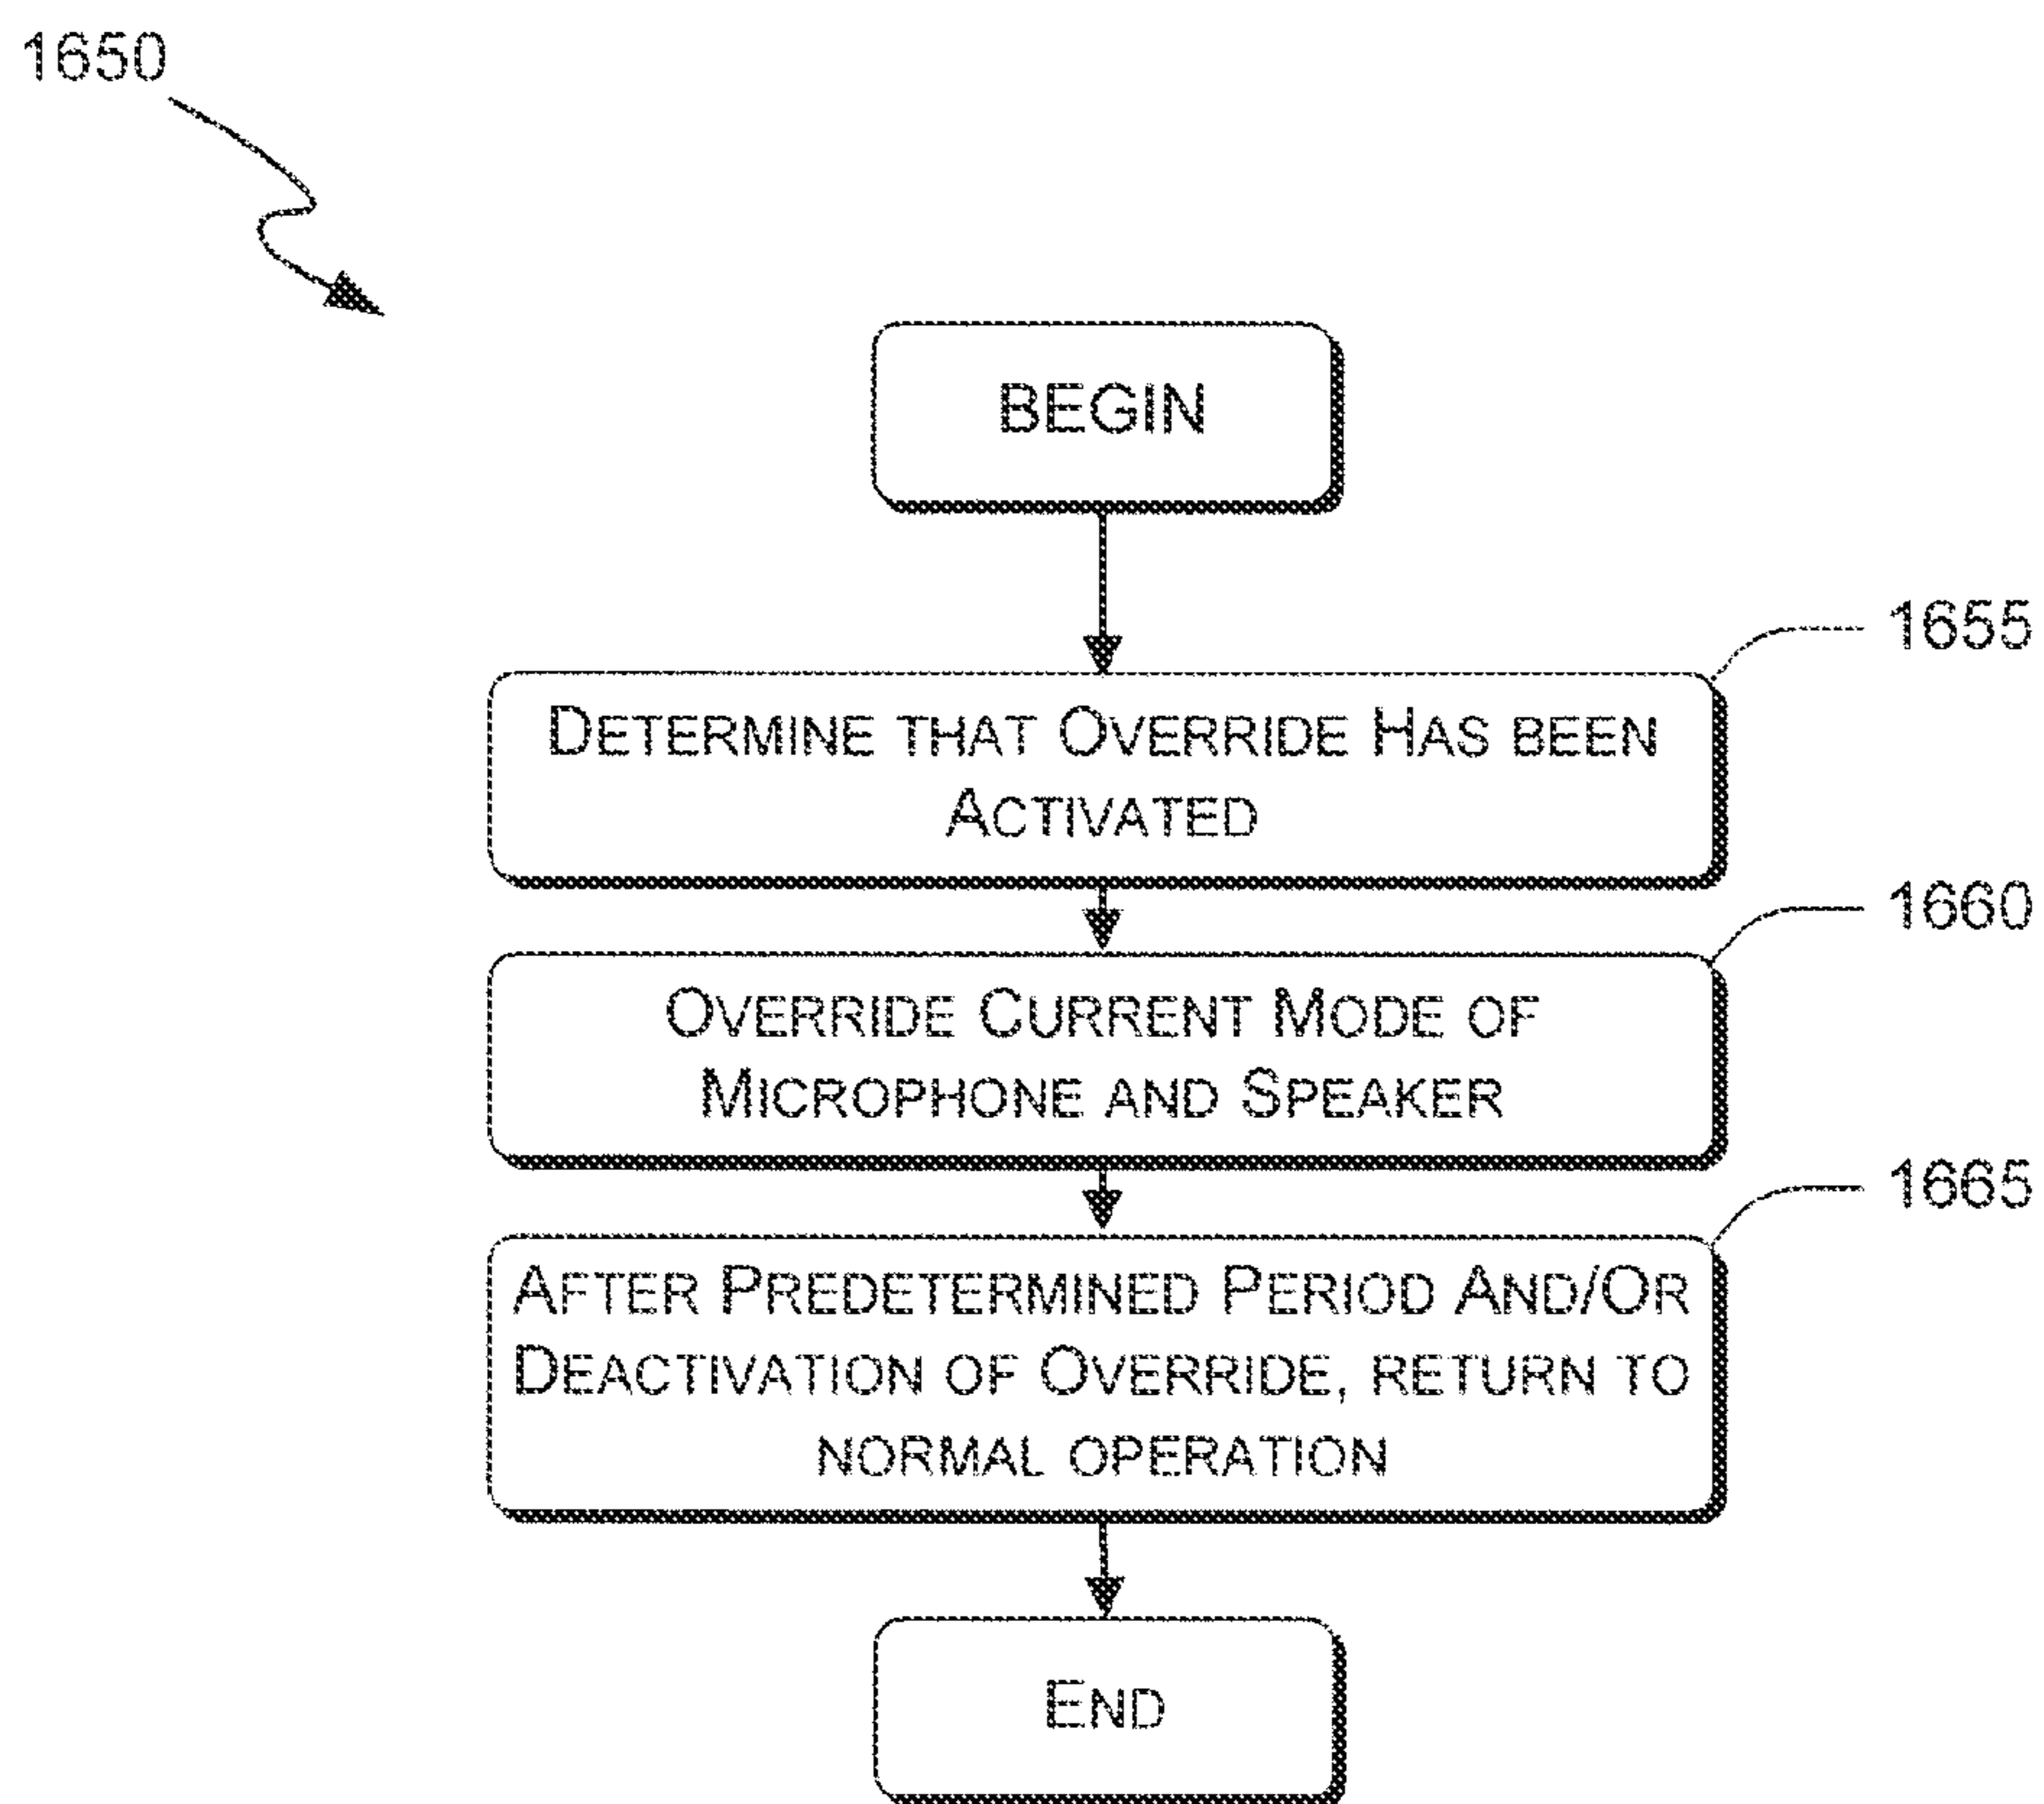 1650
BEGIN
1655
DETERMINE THAT OVERRIDE HAS BEEN
ACTIVATED
1660
OVERRIDE CURRENT MODE OF
MICROPHONE AND SPEAKER
1665
AFTER PREDETERMINED PERIOD AND/OR
DEACTIVATION OF OVERRIDE, RETURN TO
NORMAL OPERATION
END